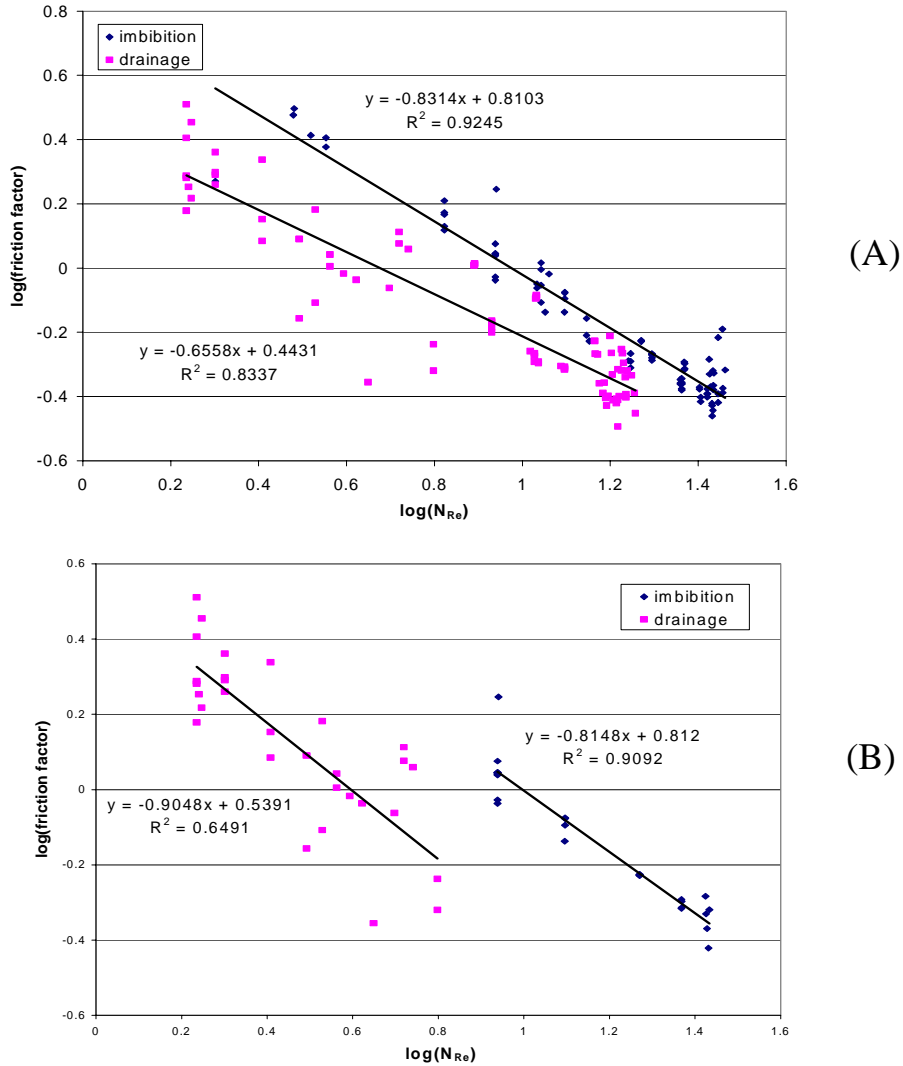 0.8
imbibition
drainage
0.6
y = -0.8314x + 0.8103
R² = 0.9245
0.4
0.2
log(friction factor)
0
(A)
-0.2
y = -0.6558x + 0.4431
R² = 0.8337
-0.4
-0.6
0 0.2 0.4 0.6 0.8 1 1.2 1.4 1.6
log(N_Re)
0.6
imbibition
drainage
0.4
0.2
y = -0.8148x + 0.812
R² = 0.9092
(B)
log(friction factor)
0
y = -0.9048x + 0.5391
R² = 0.6491
-0.2
-0.4
-0.6
0 0.2 0.4 0.6 0.8 1 1.2 1.4 1.6
log(N_Re)